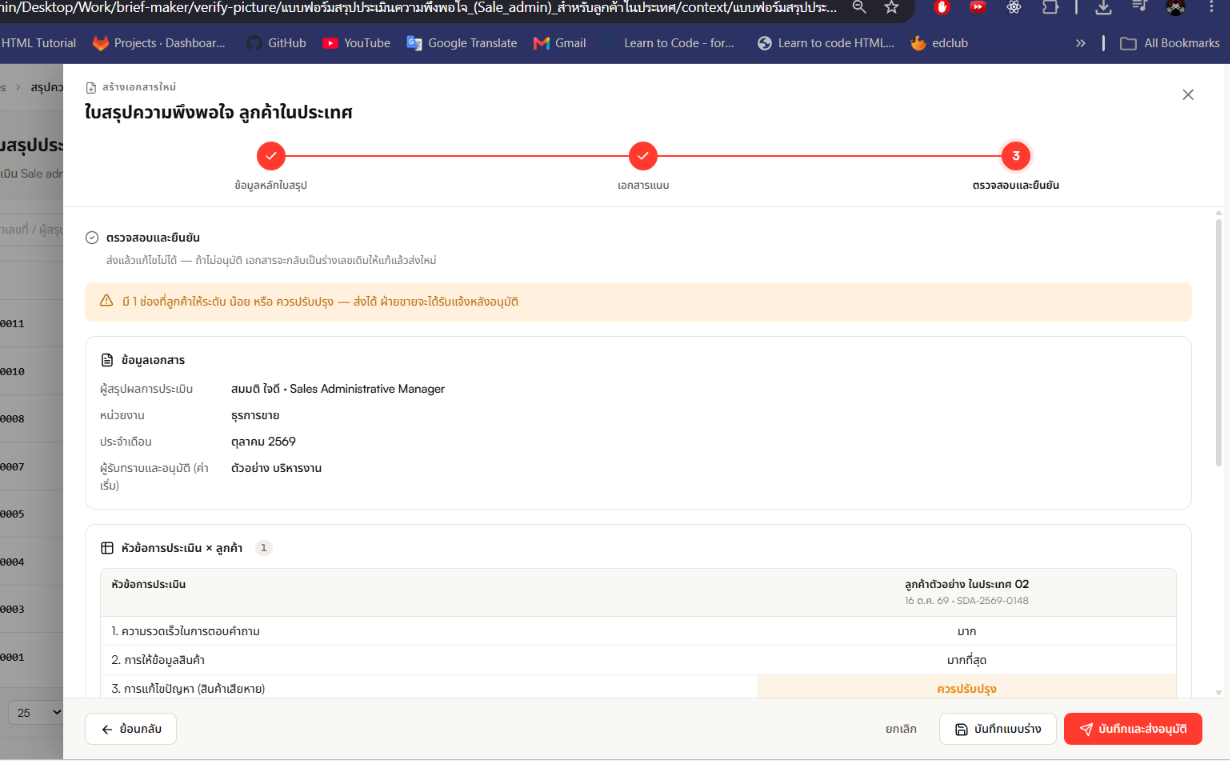 min/Desktop/Work/brief-maker/verify-picture/แบบฟอร์มสรุปประเมินความพึงพอใจ_(Sale_admin)_สำหรับลูกค้าในประเทศ/context/แบบฟอร์มสรุปร...
HTML Tutorial
Projects · Dashboar...
GitHub
YouTube
Google Translate
Gmail
Learn to Code - for...
Learn to code HTML...
edclub
All Bookmarks
สร้างเอกสารใหม่
ใบสรุปความพึงพอใจ ลูกค้าในประเทศ
3
ข้อมูลหลักใบสรุป
เอกสารแนบ
ตรวจสอบและยืนยัน
ตรวจสอบและยืนยัน
ส่งแล้วแก้ไขไม่ได้ — ถ้าไม่อนุมัติ เอกสารจะกลับเป็นร่างเลขเดิมให้แก้แล้วส่งใหม่
มี 1 ช่องที่ลูกค้าให้ระดับ น้อย หรือ ควรปรับปรุง — ส่งได้ ฝ่ายขายจะได้รับแจ้งหลังอนุมัติ
ข้อมูลเอกสาร
ผู้สรุปผลการประเมิน สมมติ ใจดี · Sales Administrative Manager
หน่วยงาน ธุรการขาย
ประจำเดือน ตุลาคม 2569
ผู้รับทราบและอนุมัติ (ค่า ตัวอย่าง บริหารงาน
เริ่ม)
หัวข้อการประเมิน × ลูกค้า 1
หัวข้อการประเมิน ลูกค้าตัวอย่าง ในประเทศ 02
16 ต.ค. 69 · SDA-2569-0148
1. ความรวดเร็วในการตอบคำถาม มาก
2. การให้ข้อมูลสินค้า มากที่สุด
3. การแก้ไขปัญหา (สินค้าเสียหาย) ควรปรับปรุง
ย้อนกลับ
ยกเลิก
บันทึกแบบร่าง
บันทึกและส่งอนุมัติ
0011
0010
0008
0007
0005
0004
0003
0001
25